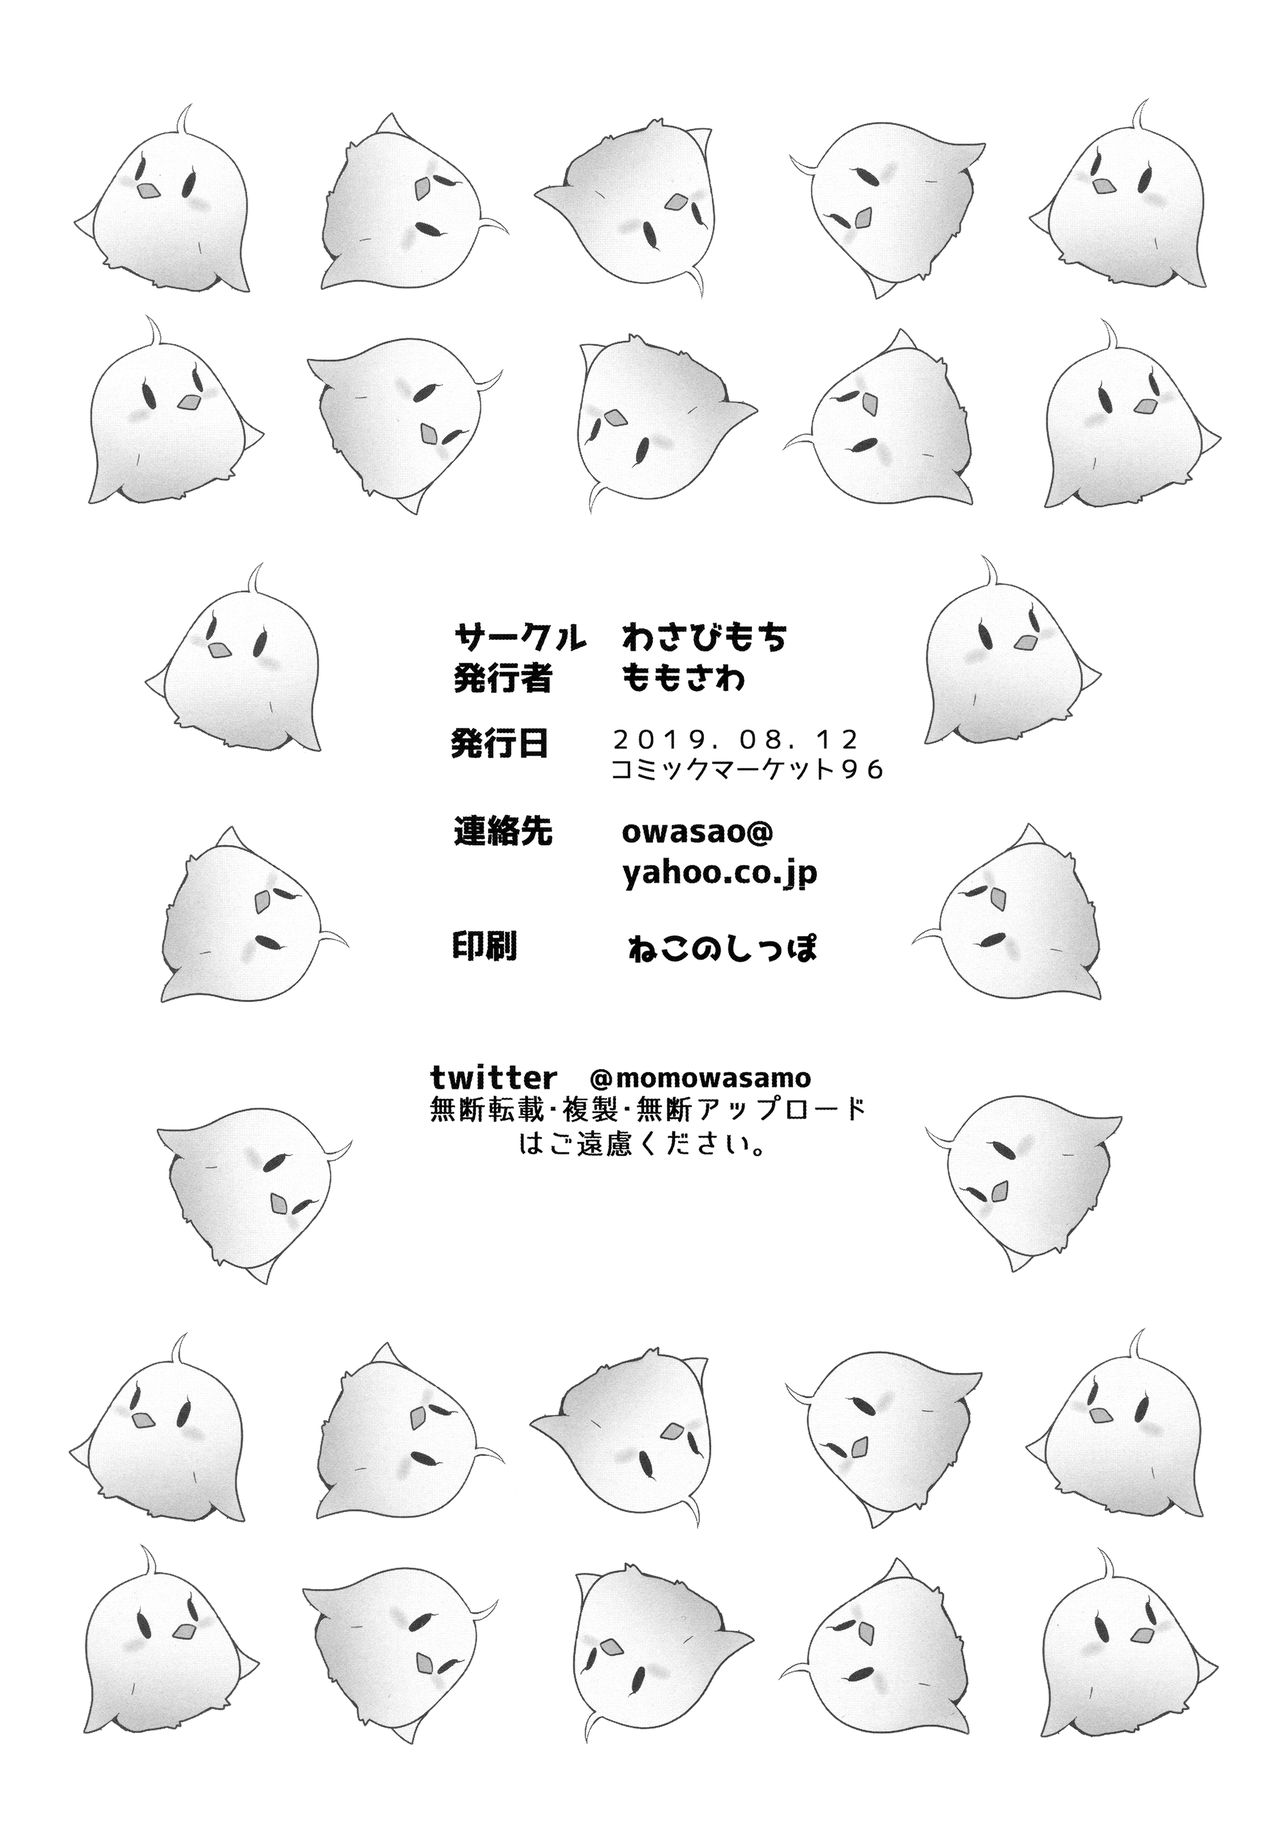 サークル　わさびもち
発行者　ももさわ
発行日　２０１９．０８．１２
コミックマーケット９６
連絡先　owasao@
yahoo.co.jp
印刷　ねこのしっぽ
twitter　@momowasamo
無断転載・複製・無断アップロード
はご遠慮ください。